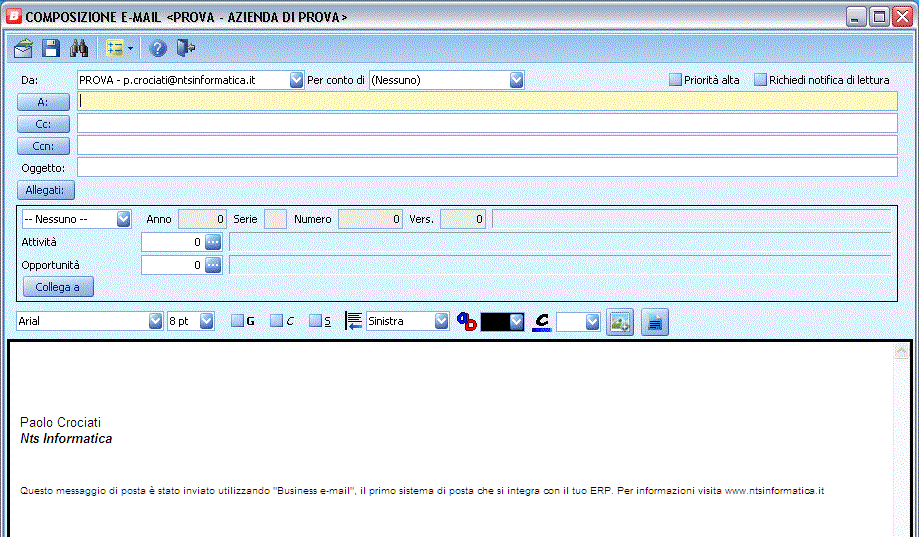 COMPOSIZIONE E-MAIL <PROVA - AZIENDA DI PROVA>
Da: PROVA - p.crociati@ntsinformatica.it Per conto di (Nessuno) Priorità alta Richiedi notifica di lettura
A:
Cc:
Ccn:
Oggetto:
Allegati:
-- Nessuno -- Anno 0 Serie Numero 0 Vers. 0
Attività 0 ...
Opportunità 0 ...
Collega a
Arial 8 pt G C S Sinistra
Paolo Crociati
Nts Informatica
Questo messaggio di posta è stato inviato utilizzando "Business e-mail", il primo sistema di posta che si integra con il tuo ERP. Per informazioni visita www.ntsinformatica.it